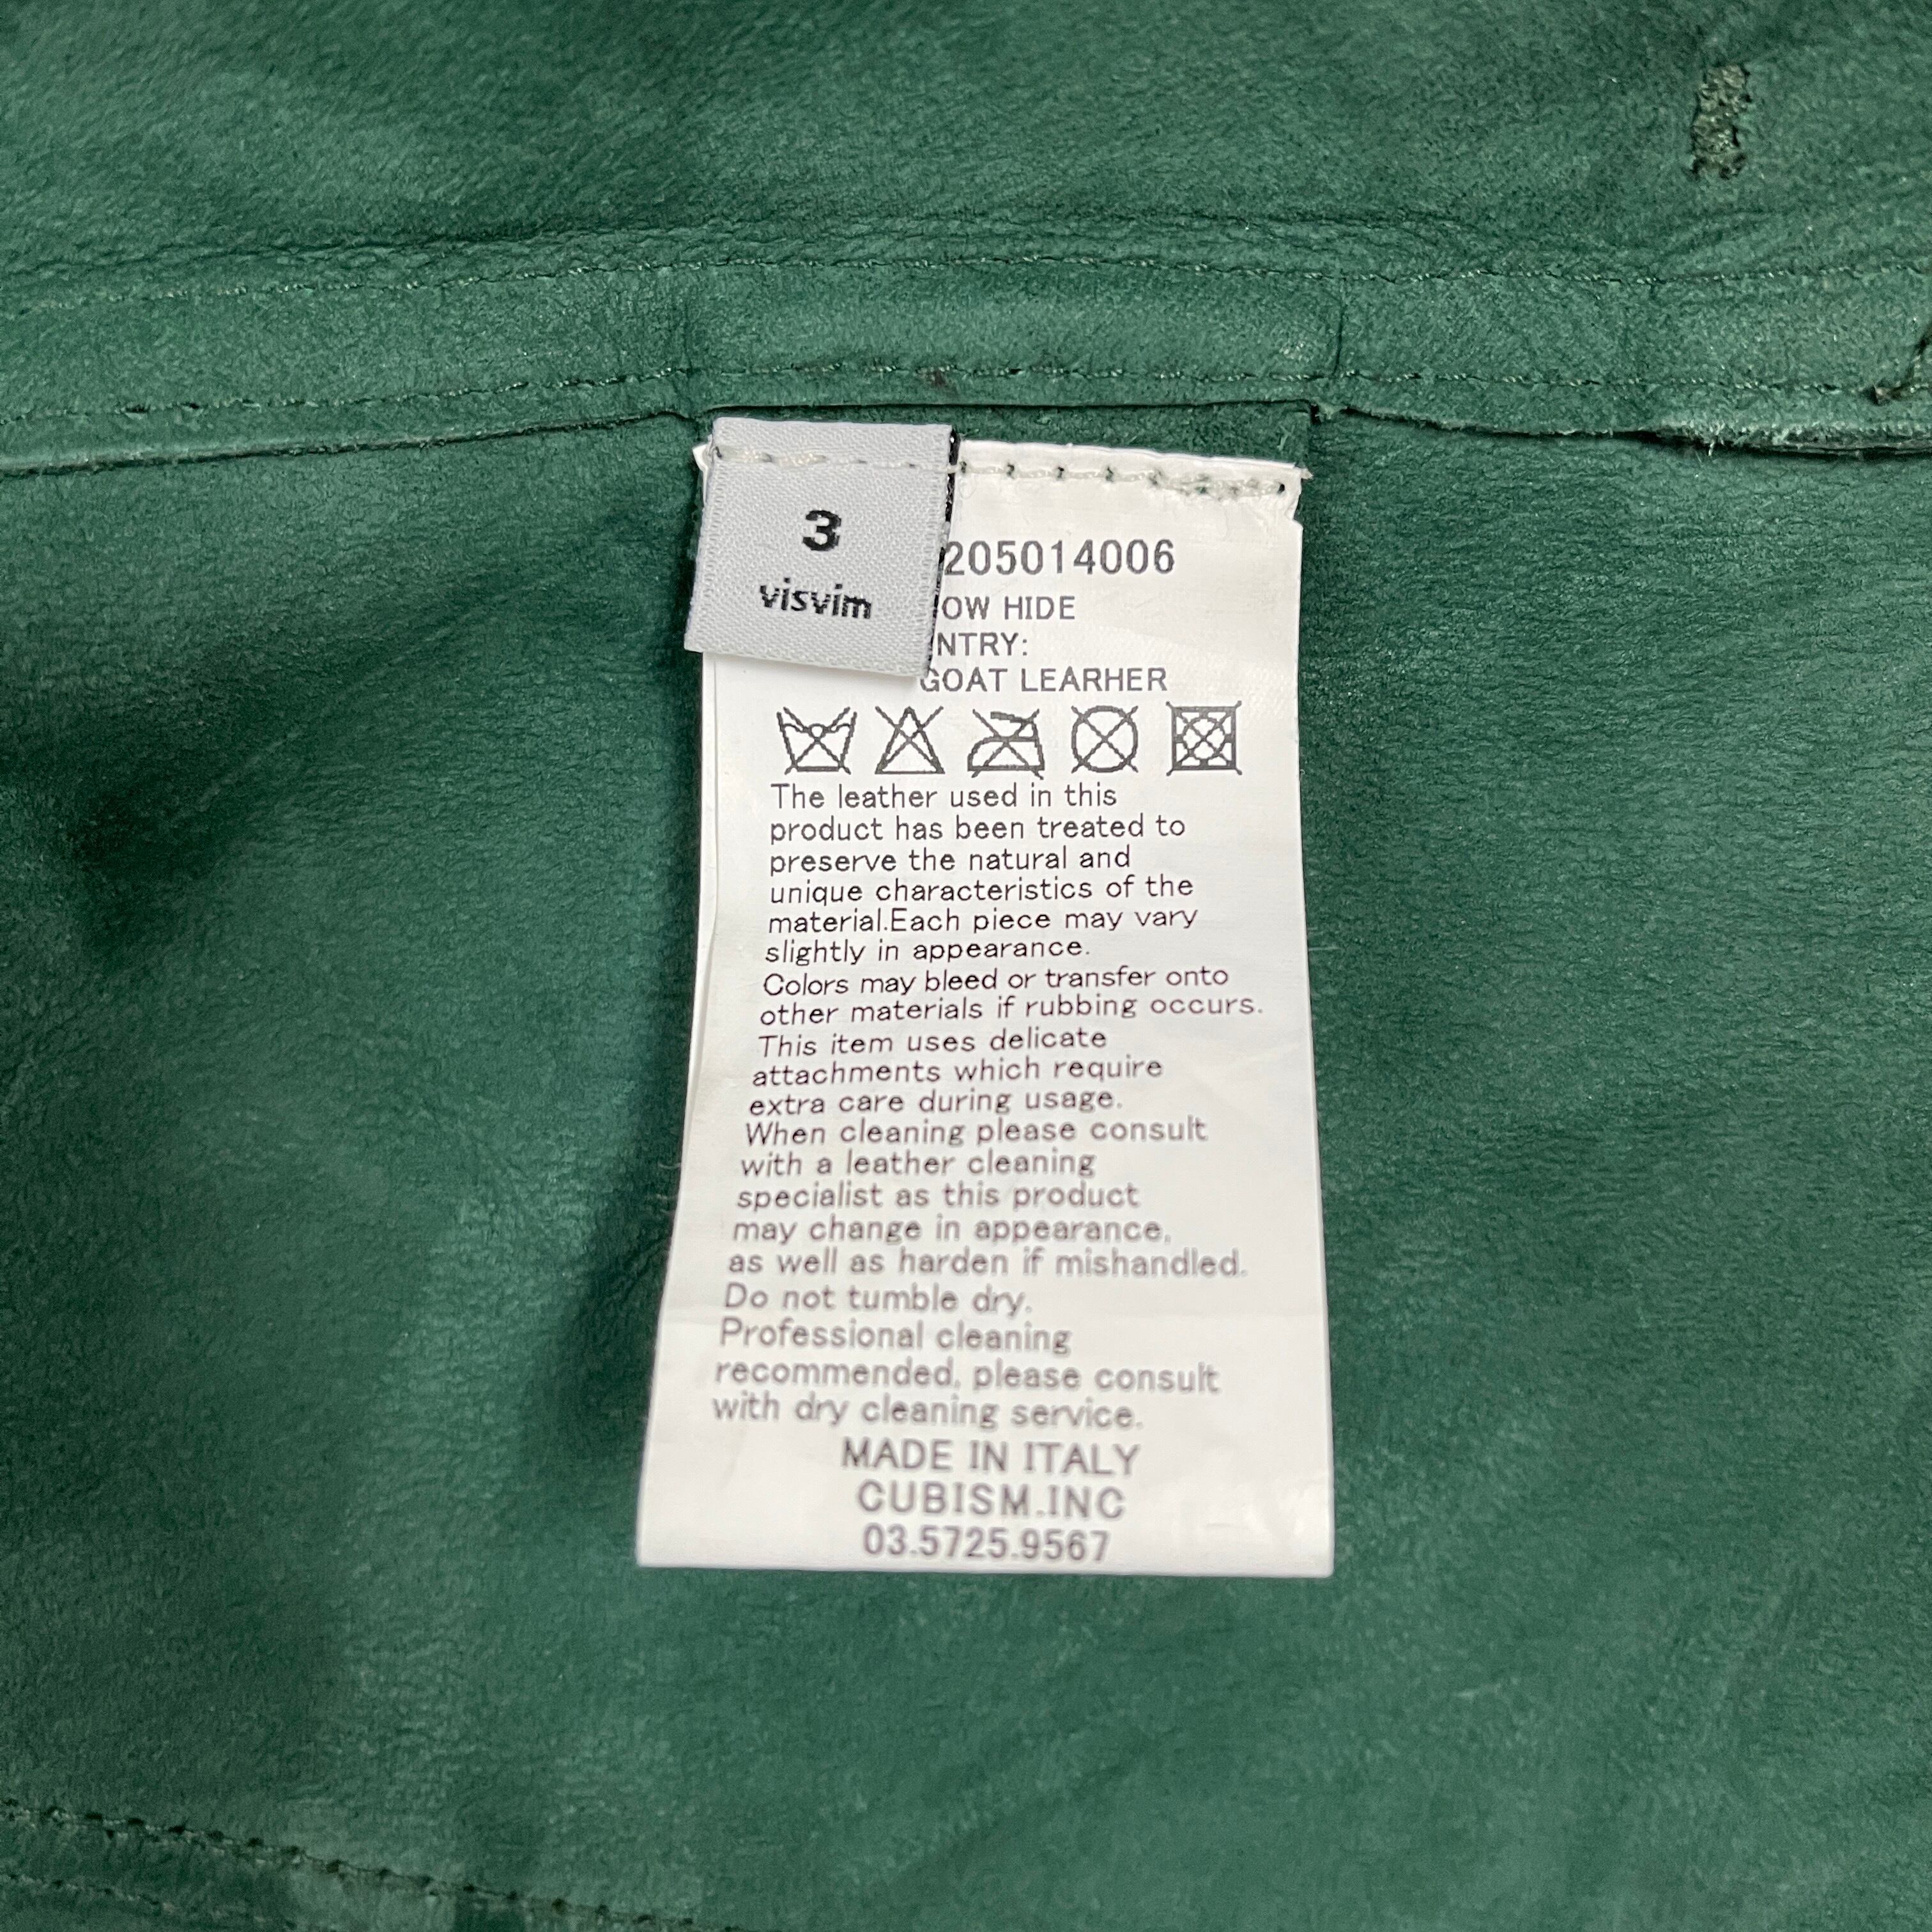 3
visvim
205014006
OW HIDE
NTRY:
GOAT LEARHER
The leather used in this
product has been treated to
preserve the natural and
unique characteristics of the
material.Each piece may vary
slightly in appearance.
Colors may bleed or transfer onto
other materials if rubbing occurs.
This item uses delicate
attachments which require
extra care during usage.
When cleaning please consult
with a leather cleaning
specialist as this product
may change in appearance,
as well as harden if mishandled.
Do not tumble dry.
Professional cleaning
recommended, please consult
with dry cleaning service.
MADE IN ITALY
CUBISM.INC
03.5725.9567